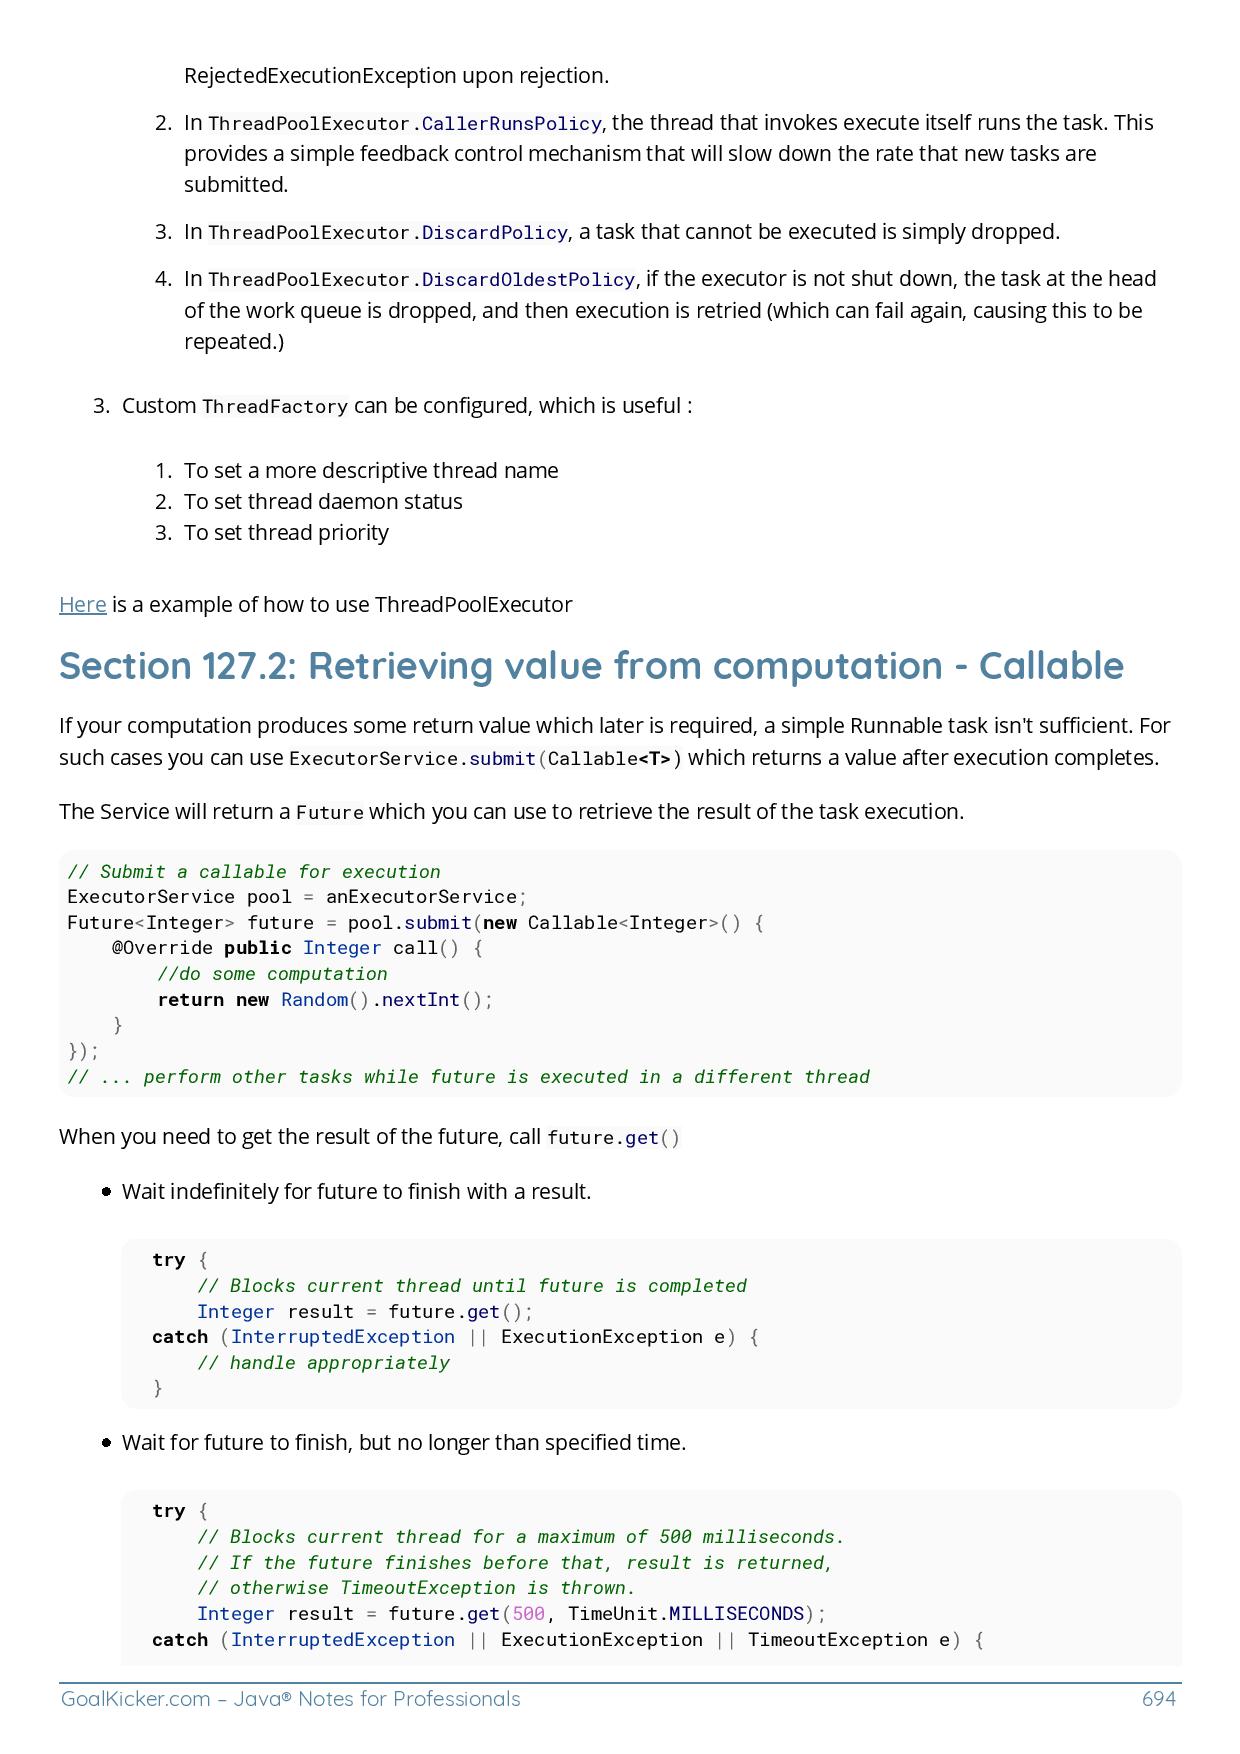 RejectedExecutionException upon rejection.
2. In ThreadPoolExecutor.CallerRunsPolicy, the thread that invokes execute itself runs the task. This
provides a simple feedback control mechanism that will slow down the rate that new tasks are
submitted.
3. In ThreadPoolExecutor.DiscardPolicy, a task that cannot be executed is simply dropped.
4. In ThreadPoolExecutor.DiscardOldestPolicy, if the executor is not shut down, the task at the head
of the work queue is dropped, and then execution is retried (which can fail again, causing this to be
repeated.)
3. Custom ThreadFactory can be configured, which is useful :
1. To set a more descriptive thread name
2. To set thread daemon status
3. To set thread priority
Here is a example of how to use ThreadPoolExecutor
Section 127.2: Retrieving value from computation - Callable
If your computation produces some return value which later is required, a simple Runnable task isn't sufficient. For
such cases you can use ExecutorService.submit(Callable<T>) which returns a value after execution completes.
The Service will return a Future which you can use to retrieve the result of the task execution.
// Submit a callable for execution
ExecutorService pool = anExecutorService;
Future<Integer> future = pool.submit(new Callable<Integer>() {
    @Override public Integer call() {
        //do some computation
        return new Random().nextInt();
    }
});
// ... perform other tasks while future is executed in a different thread
When you need to get the result of the future, call future.get()
• Wait indefinitely for future to finish with a result.
try {
    // Blocks current thread until future is completed
    Integer result = future.get();
catch (InterruptedException || ExecutionException e) {
    // handle appropriately
}
• Wait for future to finish, but no longer than specified time.
try {
    // Blocks current thread for a maximum of 500 milliseconds.
    // If the future finishes before that, result is returned,
    // otherwise TimeoutException is thrown.
    Integer result = future.get(500, TimeUnit.MILLISECONDS);
catch (InterruptedException || ExecutionException || TimeoutException e) {
GoalKicker.com – Java® Notes for Professionals 694